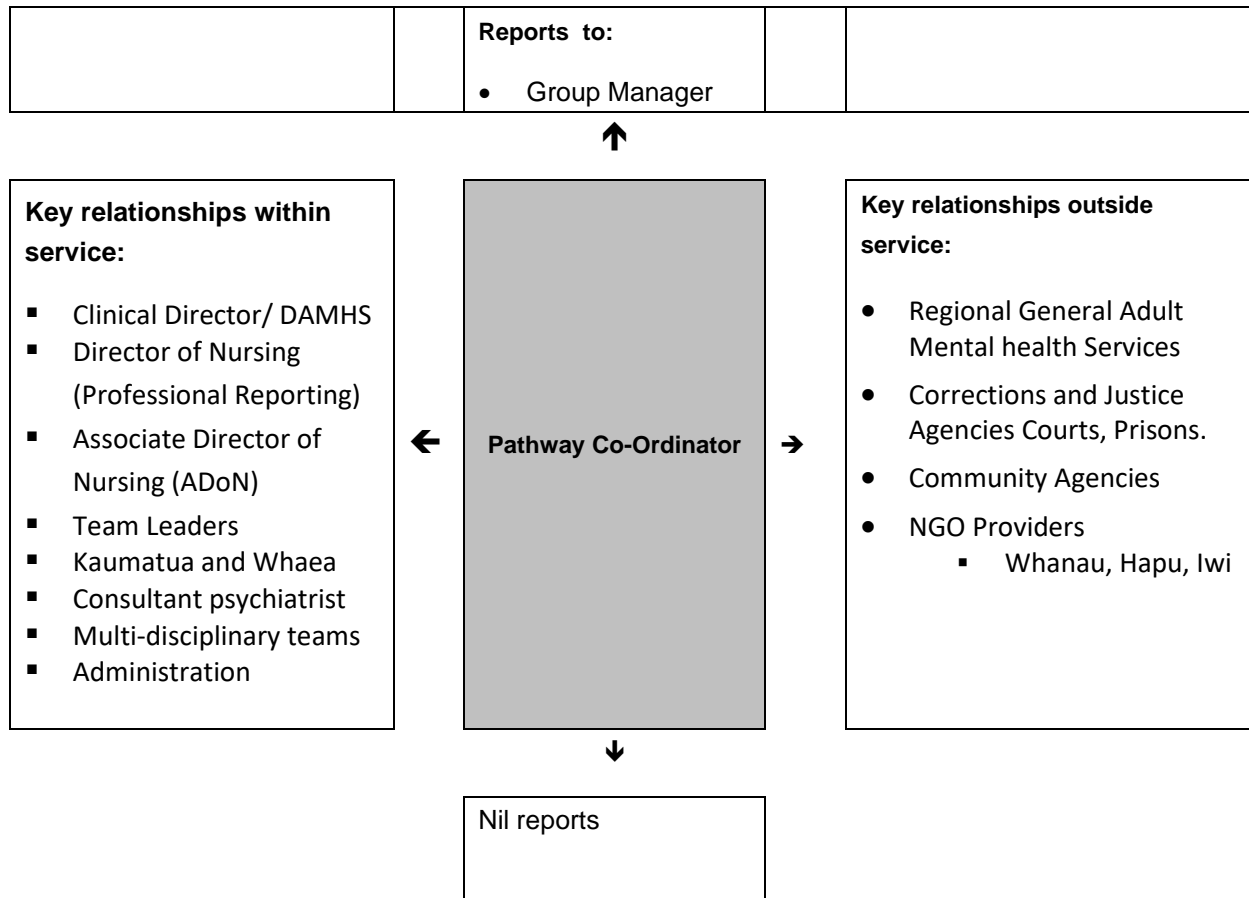 Reports to:
• Group Manager
🡩
Key relationships within
service:
▪ Clinical Director/ DAMHS
▪ Director of Nursing
(Professional Reporting)
▪ Associate Director of
Nursing (ADoN)
▪ Team Leaders
▪ Kaumatua and Whaea
▪ Consultant psychiatrist
▪ Multi-disciplinary teams
▪ Administration
🡨
Pathway Co-Ordinator
🡪
Key relationships outside
service:
• Regional General Adult
Mental health Services
• Corrections and Justice
Agencies Courts, Prisons.
• Community Agencies
• NGO Providers
▪ Whanau, Hapu, Iwi
🡫
Nil reports